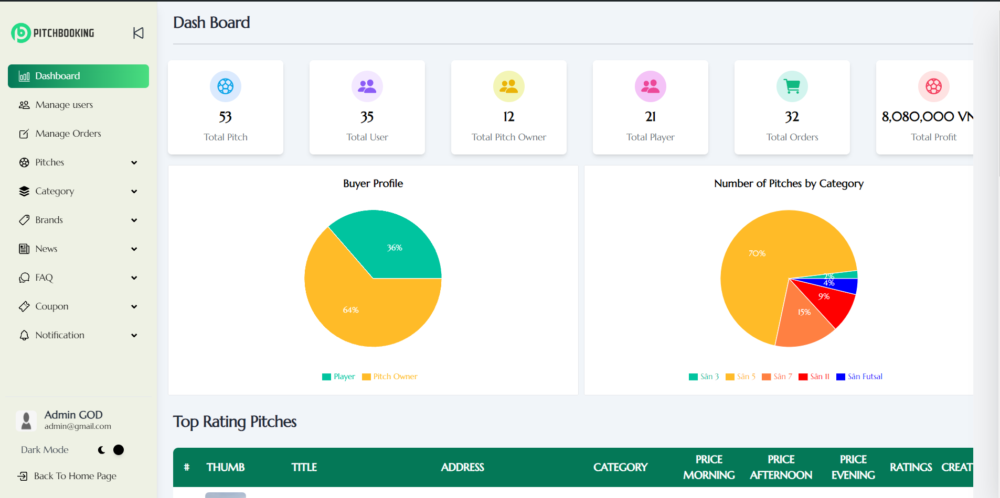 PITCHBOOKING
Dashboard
Manage users
Manage Orders
Pitches
Category
Brands
News
FAQ
Coupon
Notification
Admin GOD
admin@gmail.com
Dark Mode
Back To Home Page
Dash Board
53
Total Pitch
35
Total User
12
Total Pitch Owner
21
Total Player
32
Total Orders
8,080,000 VN
Total Profit
Buyer Profile
36%
64%
Player Pitch Owner
Number of Pitches by Category
70%
2%
4%
9%
15%
Sân 3 Sân 5 Sân 7 Sân 11 Sân Futsal
Top Rating Pitches
# THUMB TITLE ADDRESS CATEGORY PRICE MORNING PRICE AFTERNOON PRICE EVENING RATINGS CREAT